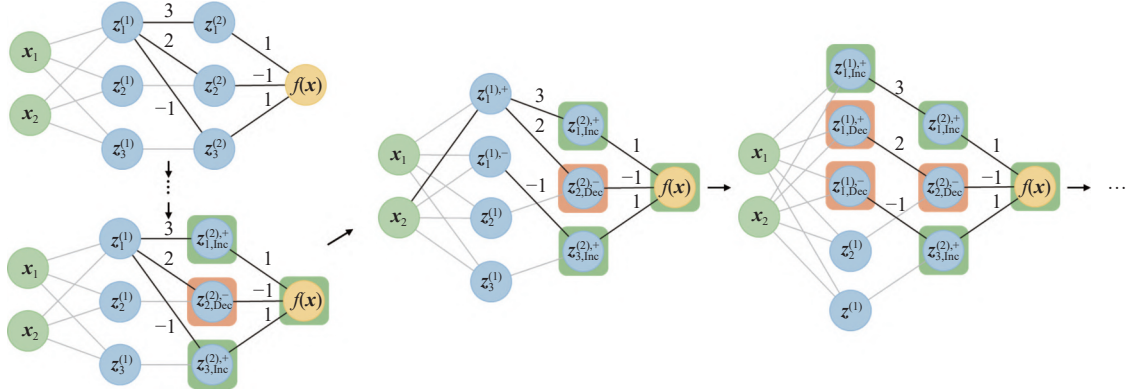 3
z₁⁽¹⁾ z₁⁽²⁾
2 1
x₁
z₂⁽¹⁾ z₂⁽²⁾ −1 f(x)
x₂
−1 1
z₃⁽¹⁾ z₃⁽²⁾
⋮
3
z₁⁽¹⁾ z₁,Inc⁽²⁾,⁺
2 1
x₁
z₂⁽¹⁾ z₂,Dec⁽²⁾,⁻ −1 f(x)
x₂
−1 1
z₃⁽¹⁾ z₃,Inc⁽²⁾,⁺
z₁⁽¹⁾,⁺ 3
z₁,Inc⁽²⁾,⁺
2 1
x₁ z₁⁽¹⁾,⁻
−1 z₂,Dec⁽²⁾,⁻ −1 f(x)
x₂ z₂⁽¹⁾
1
z₃,Inc⁽²⁾,⁺
z₃⁽¹⁾
z₁,Inc⁽¹⁾,⁺
3
z₁,Dec⁽¹⁾,⁺ z₁,Inc⁽²⁾,⁺
2 1
x₁
z₁,Dec⁽¹⁾,⁻ z₂,Dec⁽²⁾,⁻ −1 f(x) ⋯
x₂ −1 1
z₂⁽¹⁾ z₃,Inc⁽²⁾,⁺
z⁽¹⁾